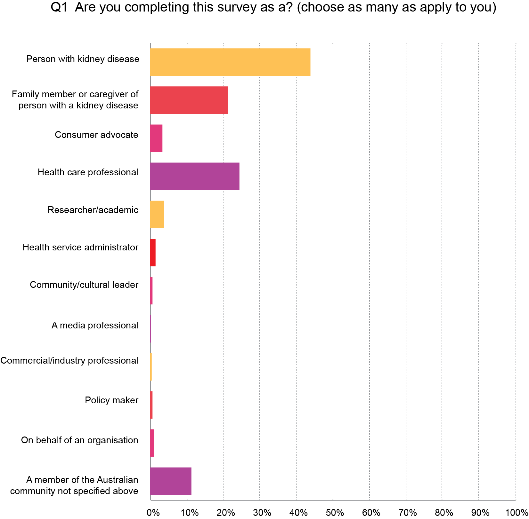 Q1 Are you completing this survey as a? (choose as many as apply to you)
Person with kidney disease
Family member or caregiver of
person with a kidney disease
Consumer advocate
Health care professional
Researcher/academic
Health service administrator
Community/cultural leader
A media professional
Commercial/industry professional
Policy maker
On behalf of an organisation
A member of the Australian
community not specified above
0% 10% 20% 30% 40% 50% 60% 70% 80% 90% 100%